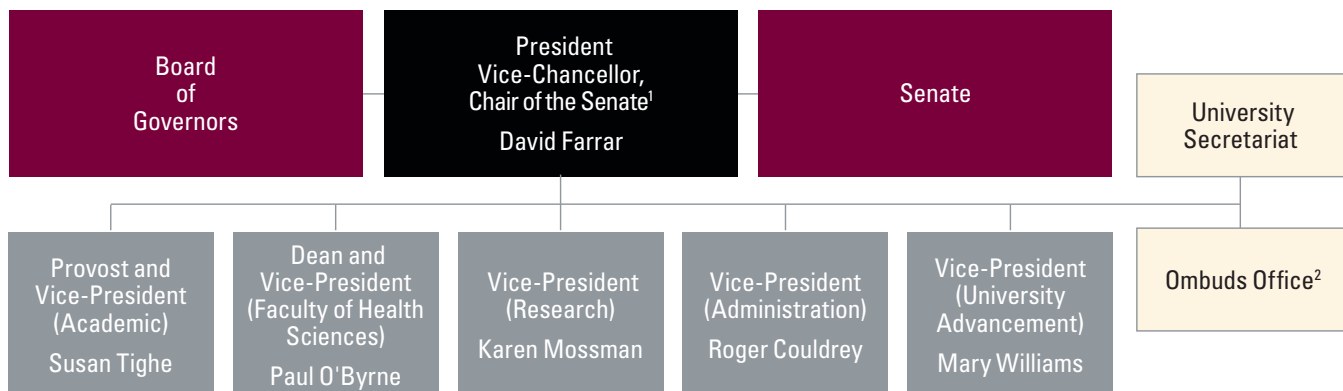 Board
of
Governors
President
Vice-Chancellor,
Chair of the Senate¹
David Farrar
Senate
University
Secretariat
Provost and
Vice-President
(Academic)
Susan Tighe
Dean and
Vice-President
(Faculty of Health
Sciences)
Paul O'Byrne
Vice-President
(Research)
Karen Mossman
Vice-President
(Administration)
Roger Couldrey
Vice-President
(University
Advancement)
Mary Williams
Ombuds Office²